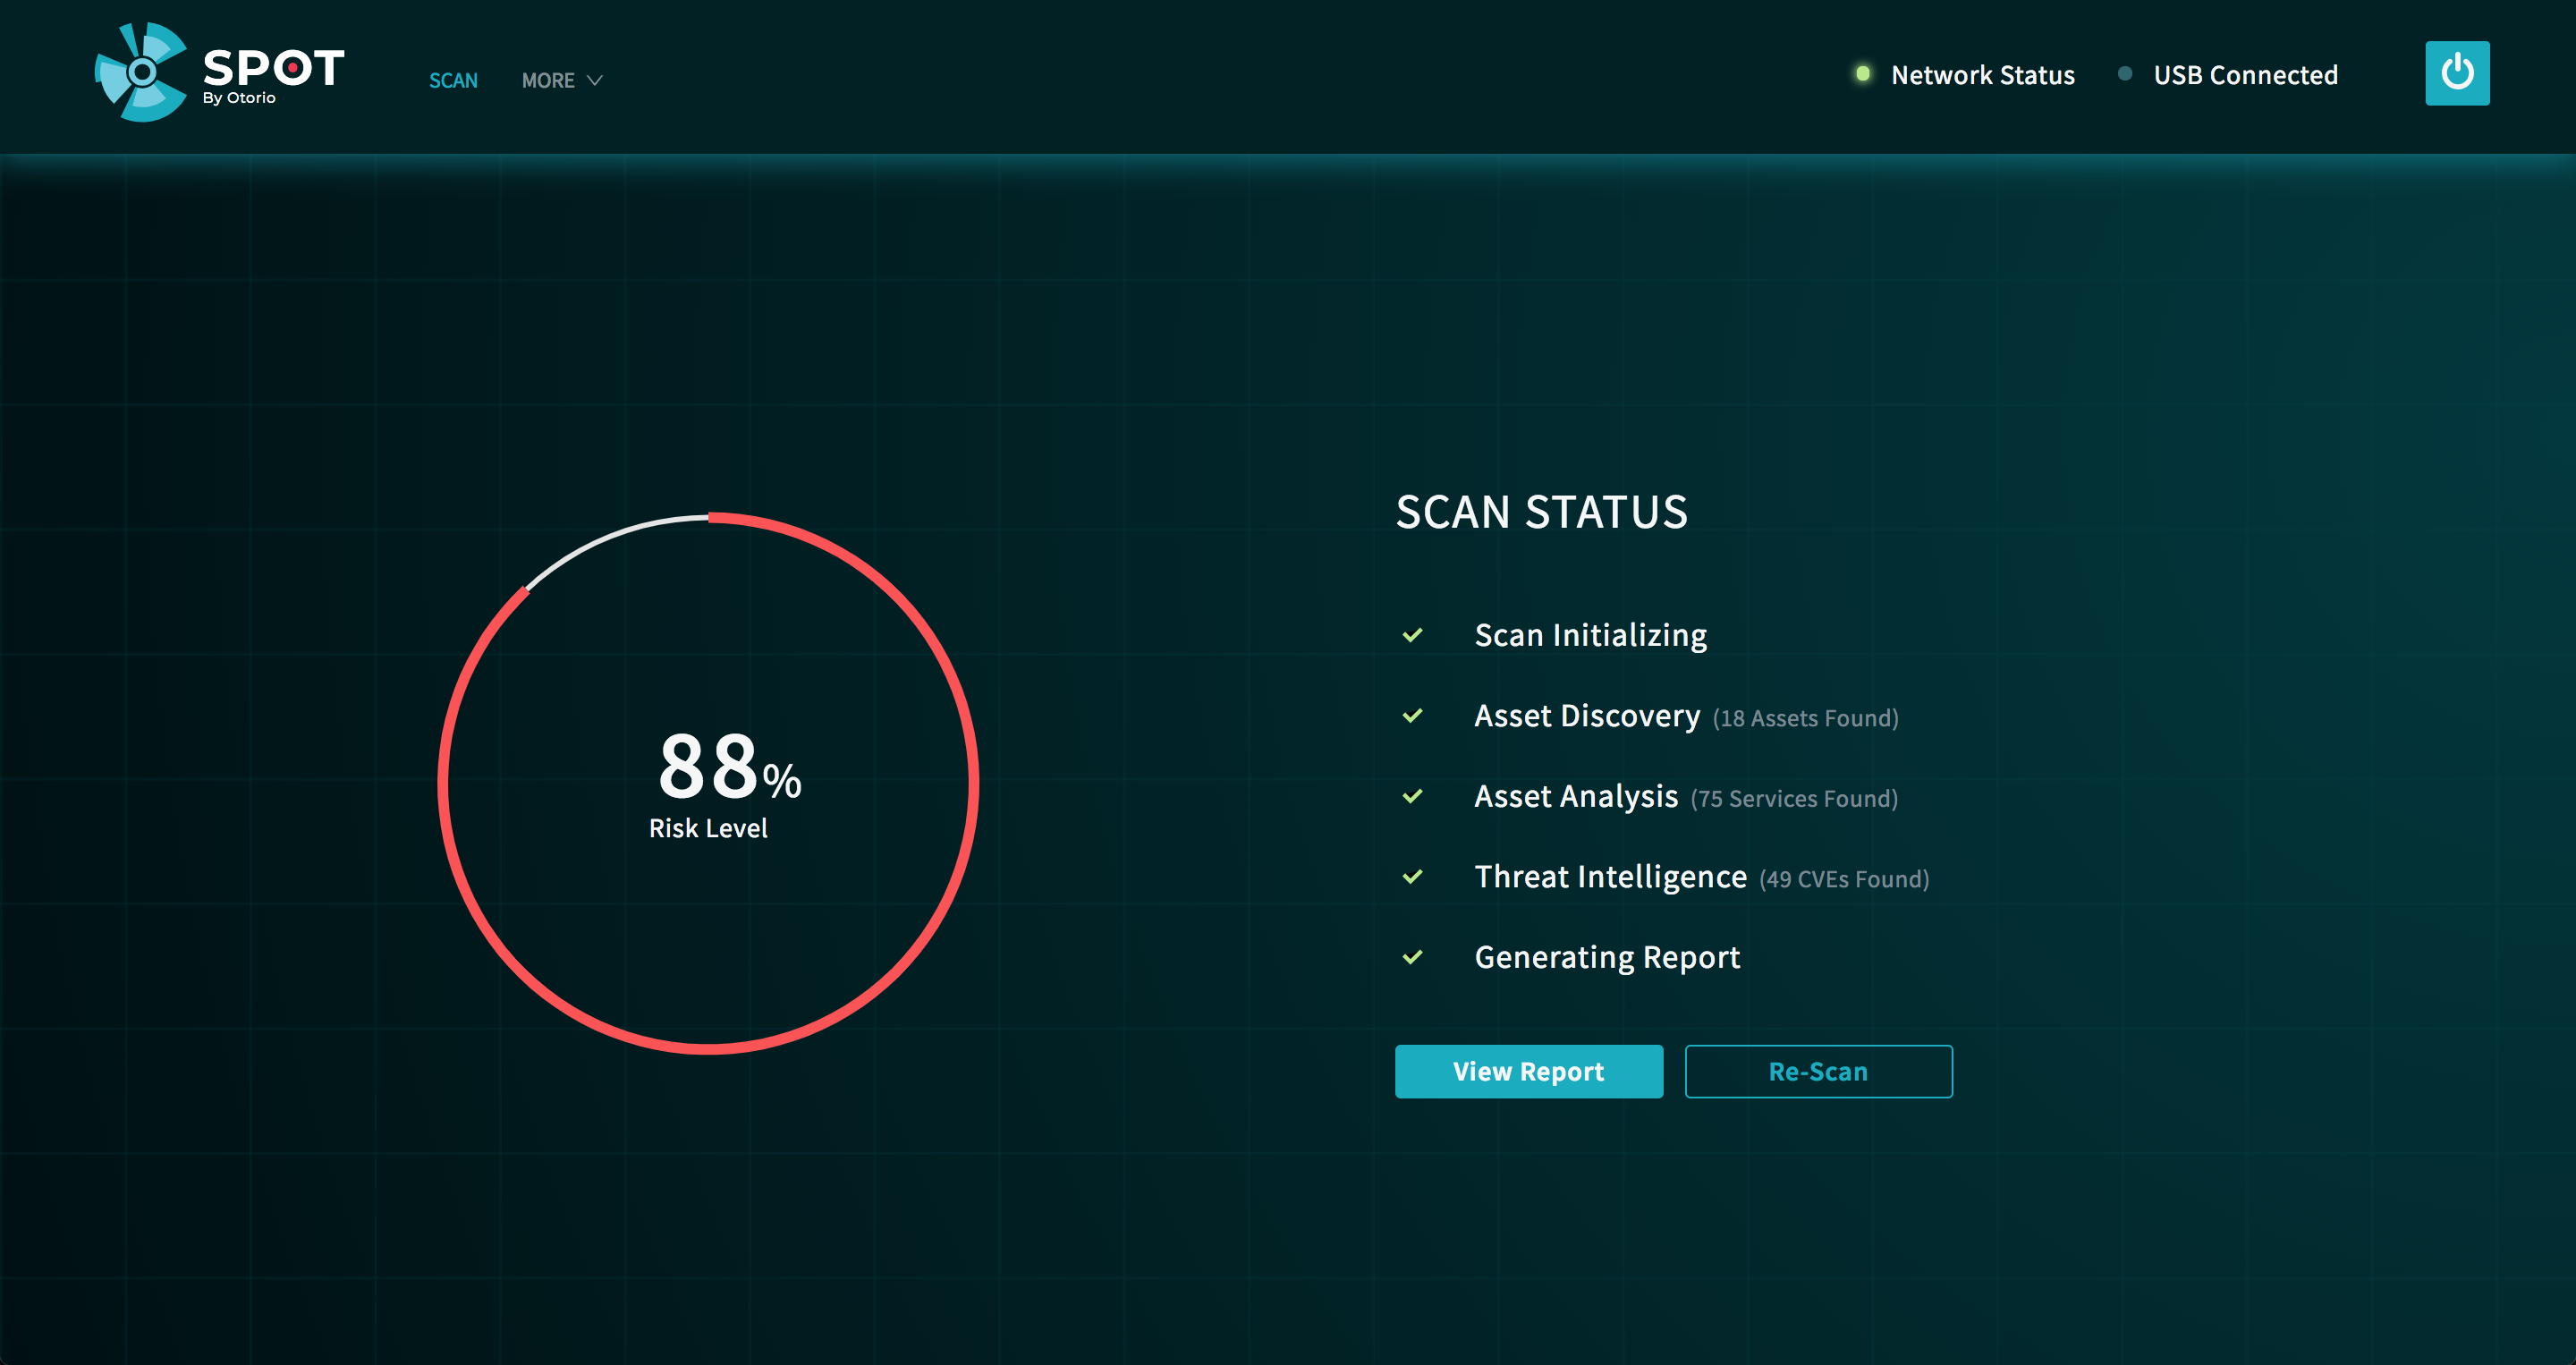 SPOT
By Otorio
SCAN
MORE
Network Status
USB Connected
88%
Risk Level
SCAN STATUS
Scan Initializing
Asset Discovery (18 Assets Found)
Asset Analysis (75 Services Found)
Threat Intelligence (49 CVEs Found)
Generating Report
View Report
Re-Scan